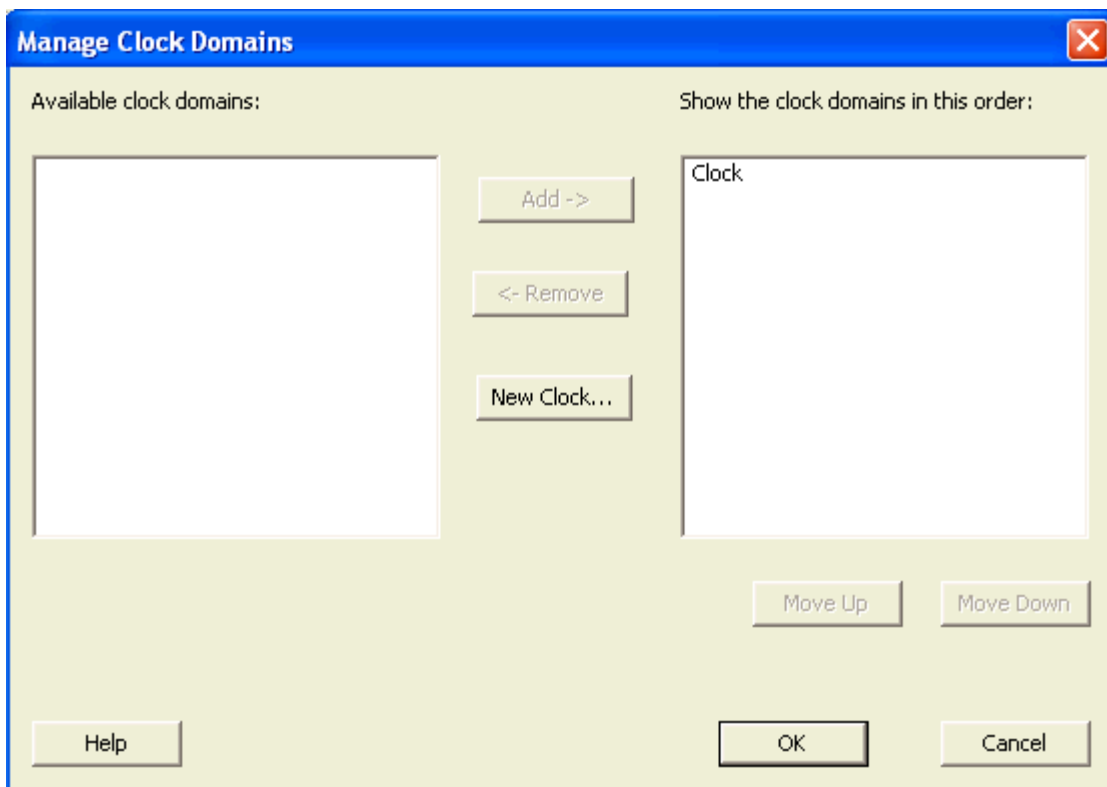 Manage Clock Domains
Available clock domains:
Show the clock domains in this order:
Clock
Add ->
<- Remove
New Clock...
Move Up
Move Down
Help
OK
Cancel